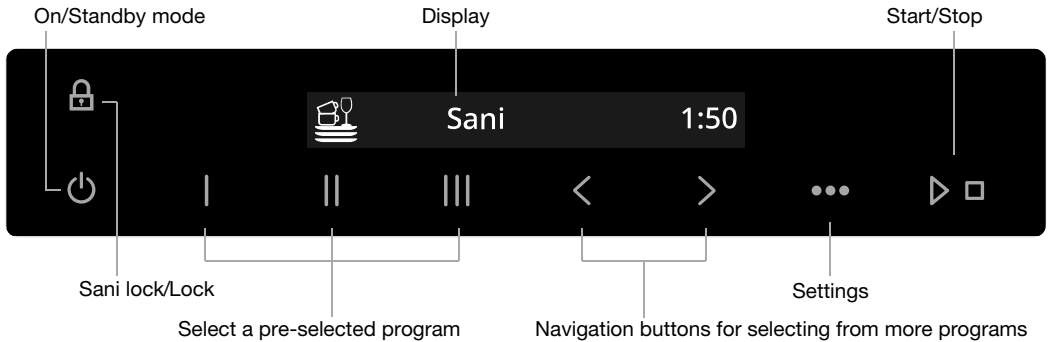 On/Standby mode
Display
Start/Stop
Sani
1:50
Sani lock/Lock
Settings
Select a pre-selected program
Navigation buttons for selecting from more programs